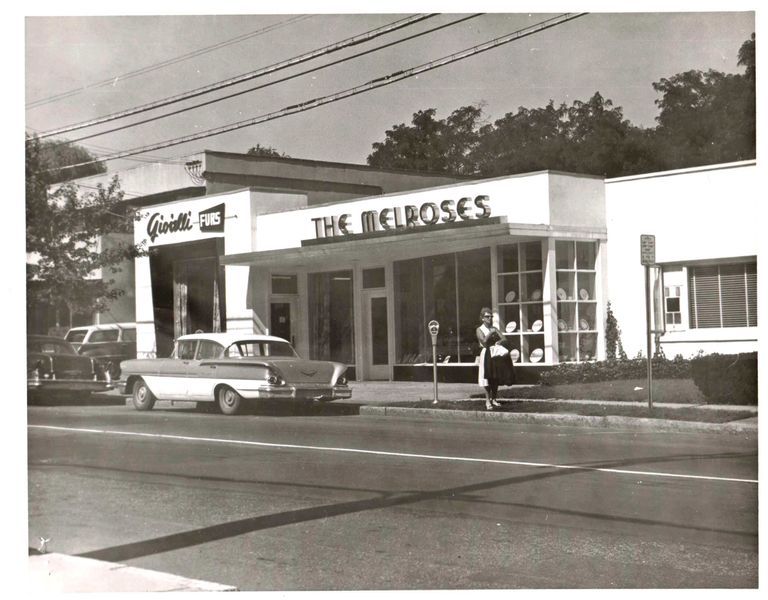 Gioielli
FURS
THE MELROSES